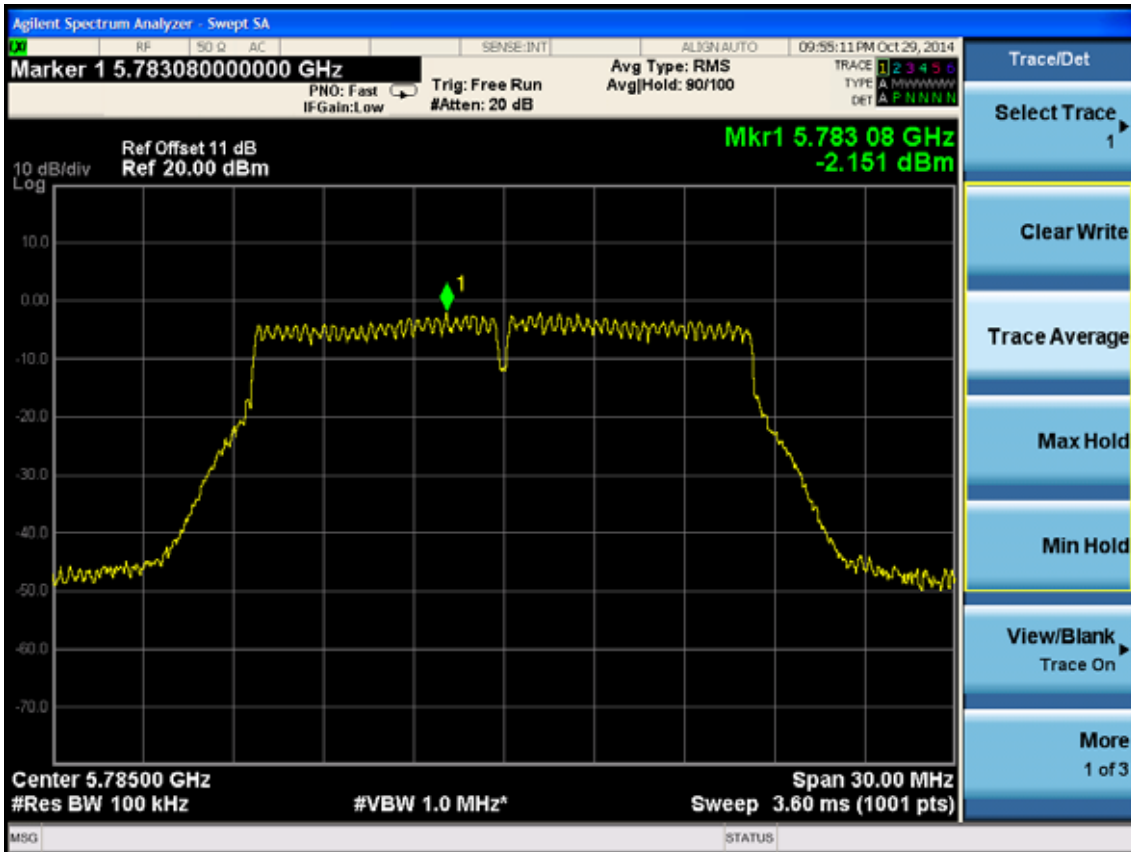 Agilent Spectrum Analyzer - Swept SA
LXI RF 50 Ω AC SENSE:INT ALIGN AUTO 09:55:11 PM Oct 29, 2014
Marker 1 5.783080000000 GHz
PNO: Fast
IFGain:Low
Trig: Free Run
#Atten: 20 dB
Avg Type: RMS
Avg|Hold: 90/100
TRACE 1 2 3 4 5 6
TYPE A M W W W W W
DET A P N N N N
Mkr1 5.783 08 GHz
-2.151 dBm
Ref Offset 11 dB
10 dB/div Ref 20.00 dBm
Log
10.0
0.00
-10.0
-20.0
-30.0
-40.0
-50.0
-60.0
-70.0
1
Center 5.78500 GHz Span 30.00 MHz
#Res BW 100 kHz #VBW 1.0 MHz* Sweep 3.60 ms (1001 pts)
MSG STATUS
Trace/Det
Select Trace
1
Clear Write
Trace Average
Max Hold
Min Hold
View/Blank
Trace On
More
1 of 3